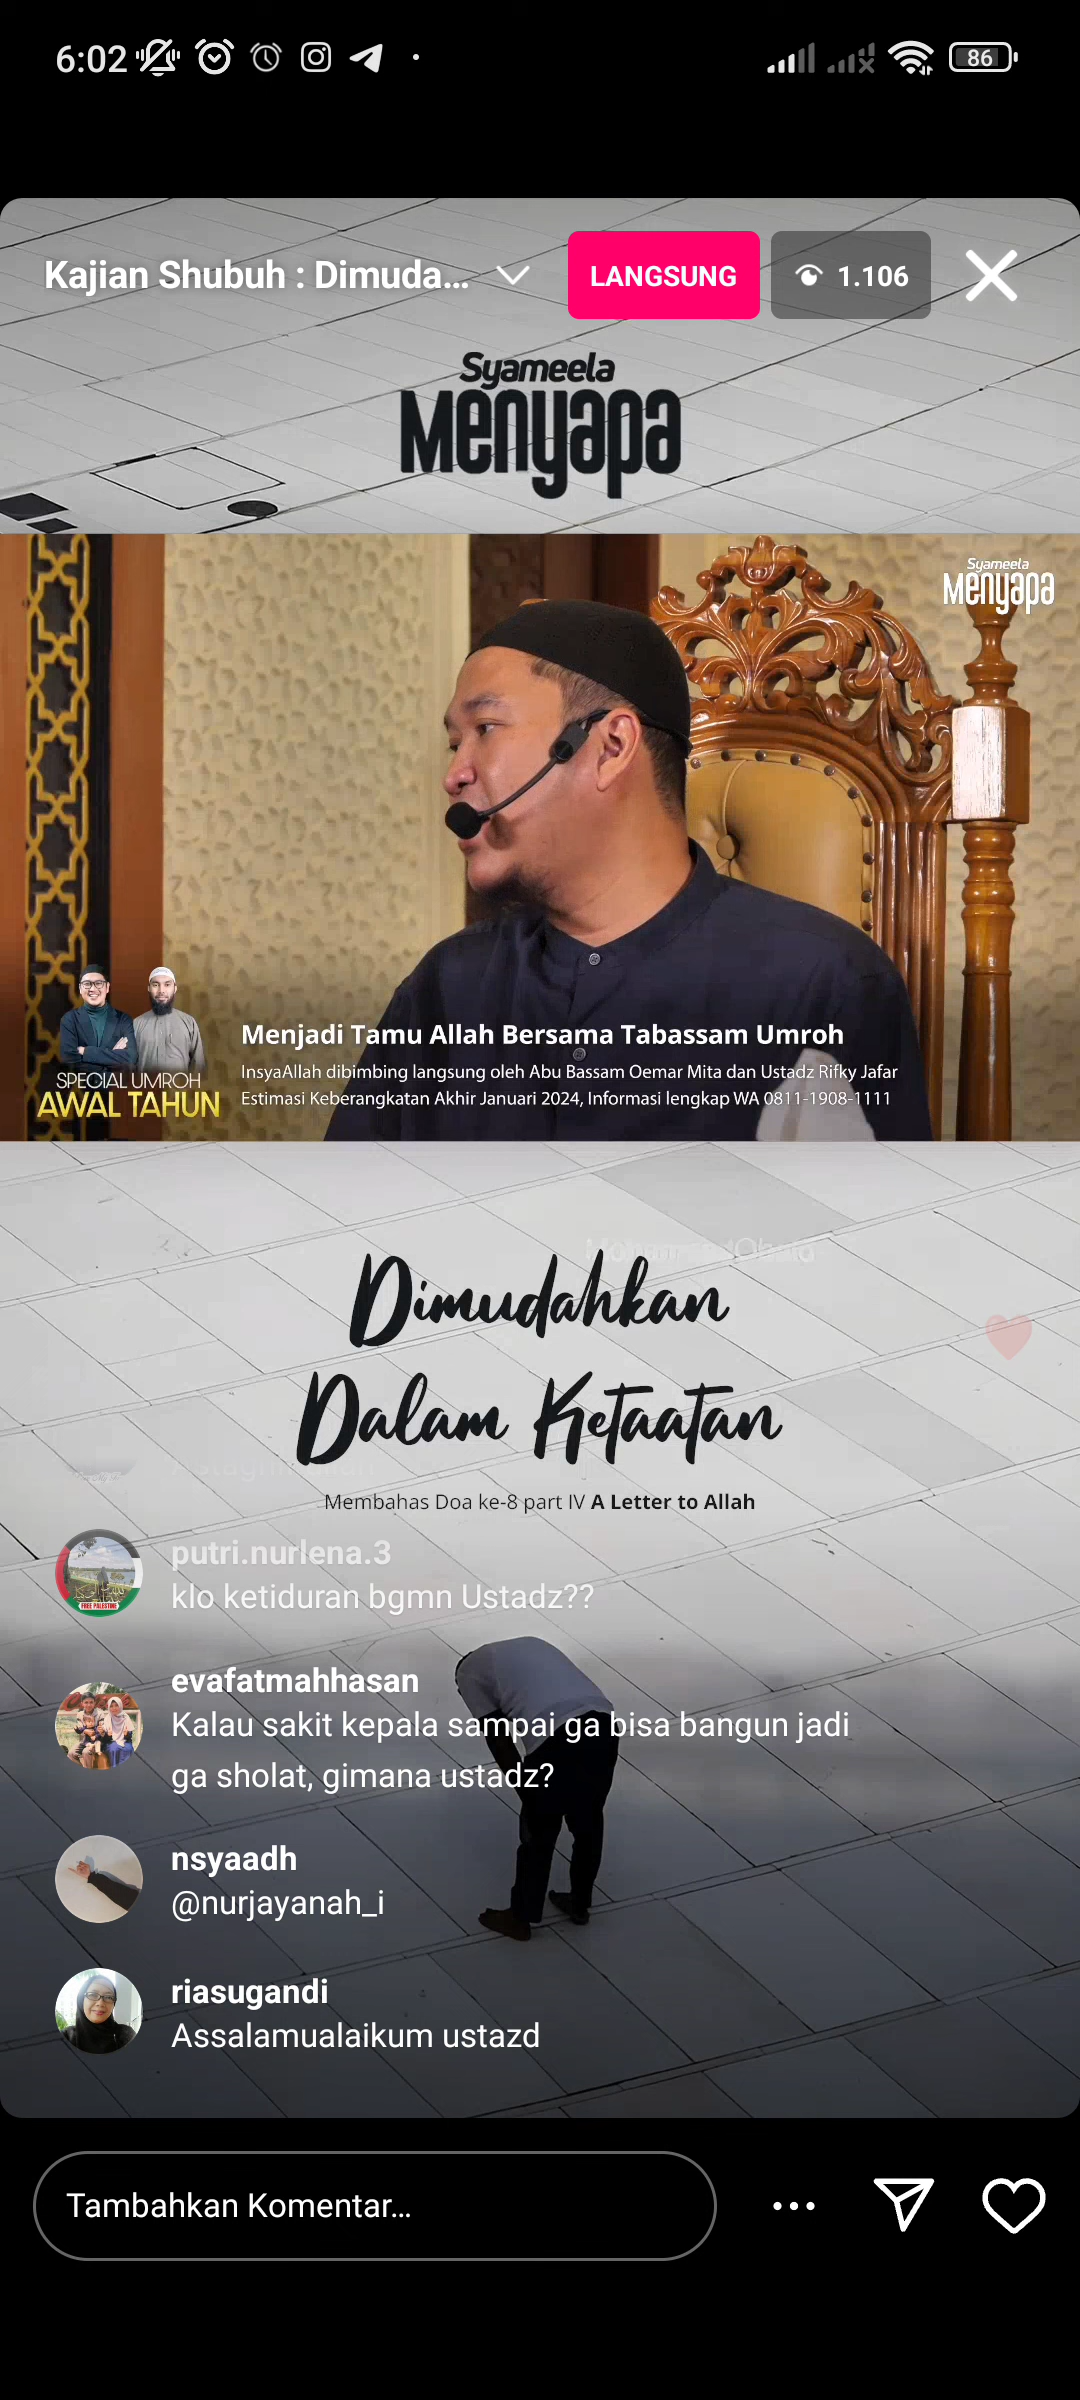 6:02
86
Kajian Shubuh : Dimuda...
LANGSUNG
1.106
Syameela
Menyapa
Syameela
Menyapa
Menjadi Tamu Allah Bersama Tabassam Umroh
InsyaAllah dibimbing langsung oleh Abu Bassam Oemar Mita dan Ustadz Rifky Jafar
Estimasi Keberangkatan Akhir Januari 2024, Informasi lengkap WA 0811-1908-1111
SPECIAL UMROH
AWAL TAHUN
Dimudahkan
Dalam Ketaatan
Membahas Doa ke-8 part IV A Letter to Allah
putri.nurlena.3
klo ketiduran bgmn Ustadz??
FREE PALESTINE
evafatmahhasan
Kalau sakit kepala sampai ga bisa bangun jadi
ga sholat, gimana ustadz?
nsyaadh
@nurjayanah_i
riasugandi
Assalamualaikum ustazd
Tambahkan Komentar...